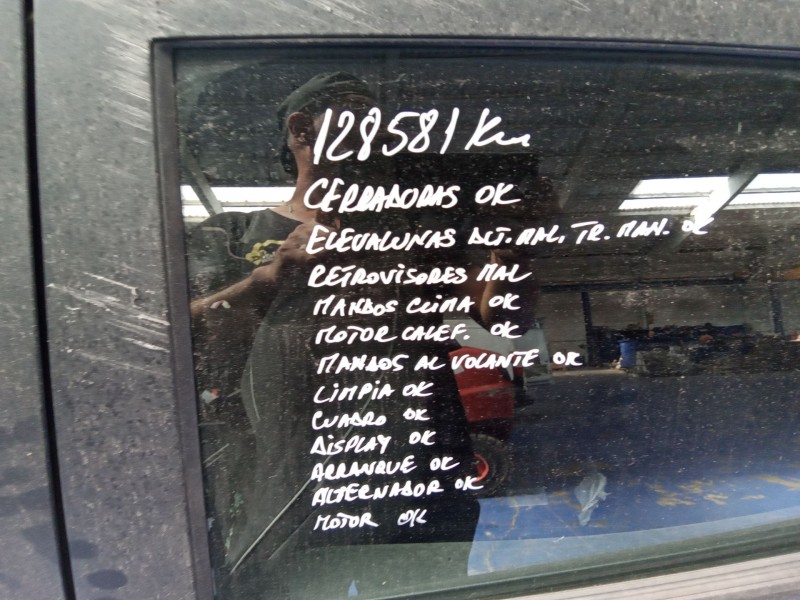 128581 Km
CERRADURAS OK
ELEVALUNAS DLT. MAL, TR. MAN. OK
RETROVISORES MAL
MANDOS CLIMA OK
MOTOR CALEF. OK
MANDOS AL VOLANTE OK
LIMPIA OK
CUADRO OK
DISPLAY OK
ARRANQUE OK
ALTERNADOR OK
MOTOR OK